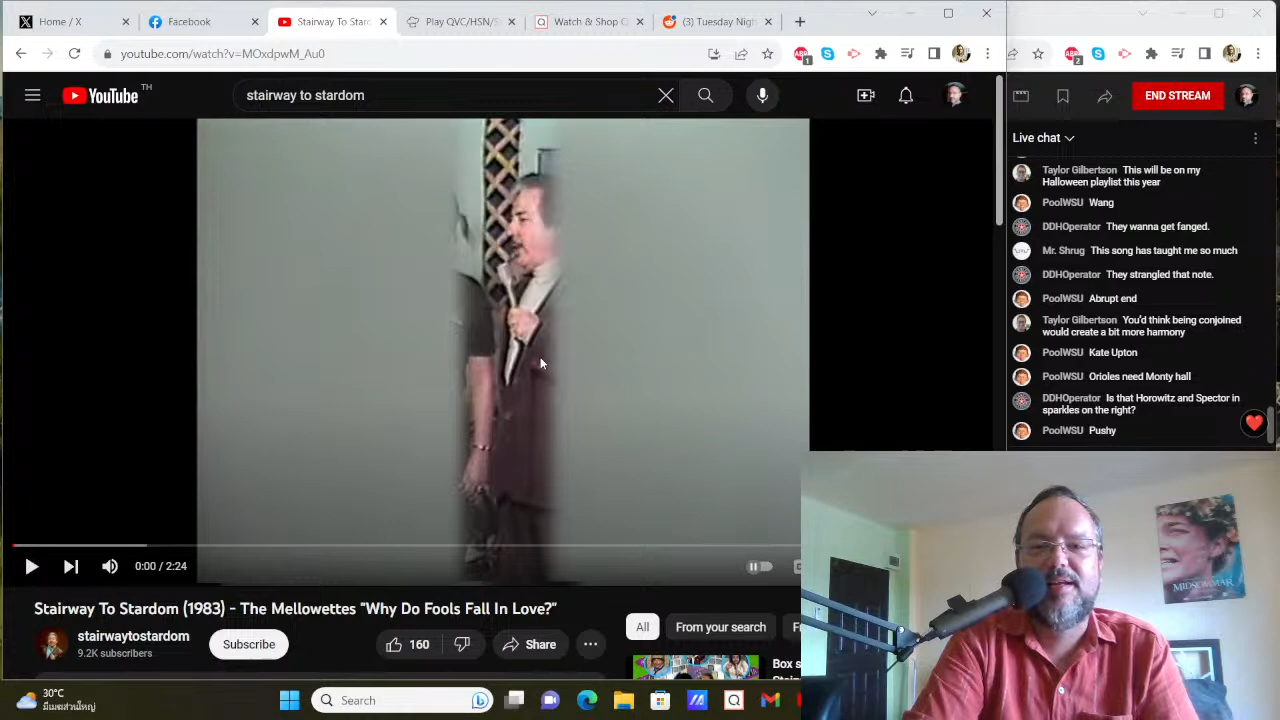 Home / X
Facebook
Stairway To Stard
Play QVC/HSN/S
Watch & Shop Q
(3) Tuesday Nigh
youtube.com/watch?v=MOxdpwM_Au0
ABP
1
ABP
2
YouTube
TH
stairway to stardom
END STREAM
Live chat
Taylor Gilbertson This will be on my
Halloween playlist this year
PoolWSU Wang
DDHOperator They wanna get fanged.
Mr. Shrug This song has taught me so much
DDHOperator They strangled that note.
PoolWSU Abrupt end
Taylor Gilbertson You'd think being conjoined
would create a bit more harmony
PoolWSU Kate Upton
PoolWSU Orioles need Monty hall
DDHOperator Is that Horowitz and Spector in
sparkles on the right?
PoolWSU Pushy
0:00 / 2:24
Stairway To Stardom (1983) - The Mellowettes "Why Do Fools Fall In Love?"
stairwaytostardom
9.2K subscribers
Subscribe
160
Share
All
From your search
Fr
Box s
MIDSOMMAR
30°C
Search